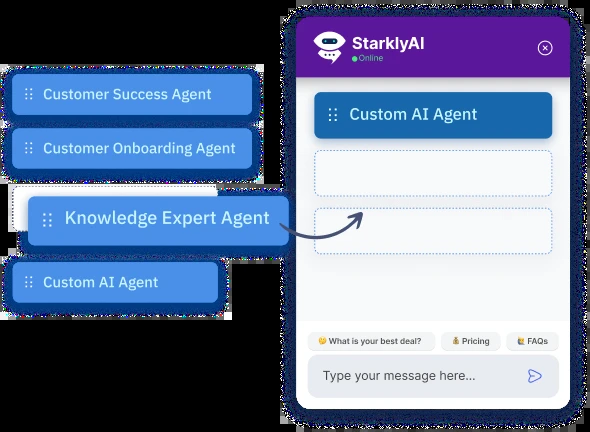 StarklyAI
Online
Customer Success Agent
Customer Onboarding Agent
Knowledge Expert Agent
Custom AI Agent
Custom AI Agent
🤔 What is your best deal?
💰 Pricing
🙋 FAQs
Type your message here...